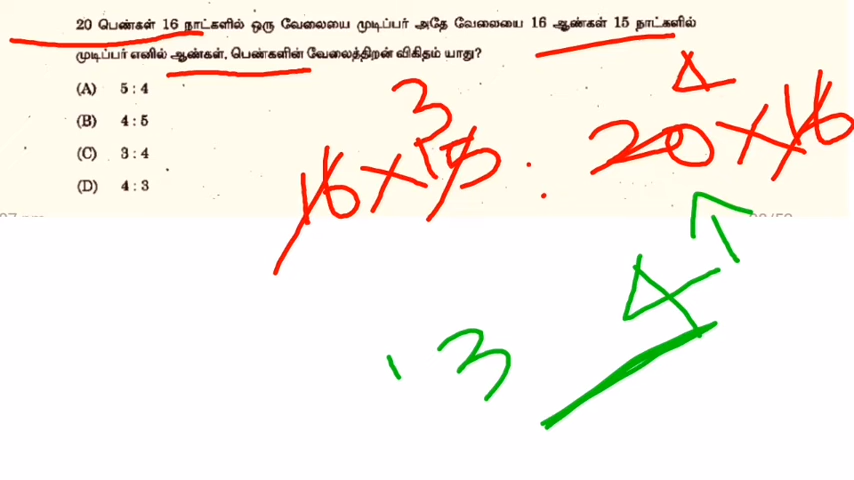 20 பெண்கள் 16 நாட்களில் ஒரு வேலையை முடிப்பர் அதே வேலையை 16 ஆண்கள் 15 நாட்களில்
முடிப்பர் எனில் ஆண்கள், பெண்களின் வேலைத்திறன் விகிதம் யாது?
(A) 5 : 4
(B) 4 : 5
(C) 3 : 4
(D) 4 : 3
3 4
16 × 15 : 20 × 16
3 4